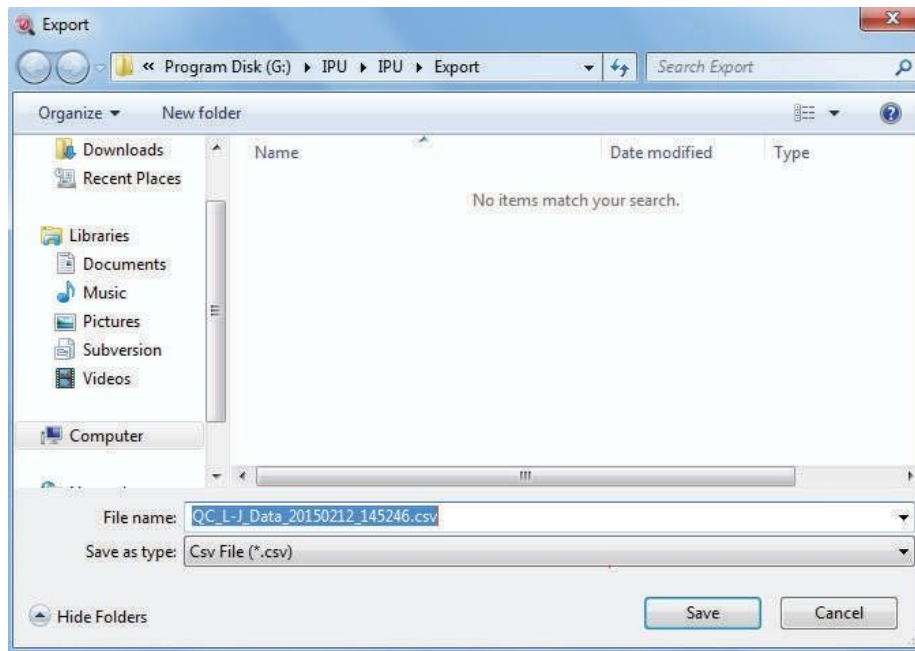 Export
« Program Disk (G:) ▸ IPU ▸ IPU ▸ Export
Search Export
Organize
New folder
Name
Date modified
Type
No items match your search.
Downloads
Recent Places
Libraries
Documents
Music
Pictures
Subversion
Videos
Computer
File name: QC_L-J_Data_20150212_145246.csv
Save as type: Csv File (*.csv)
Hide Folders
Save
Cancel